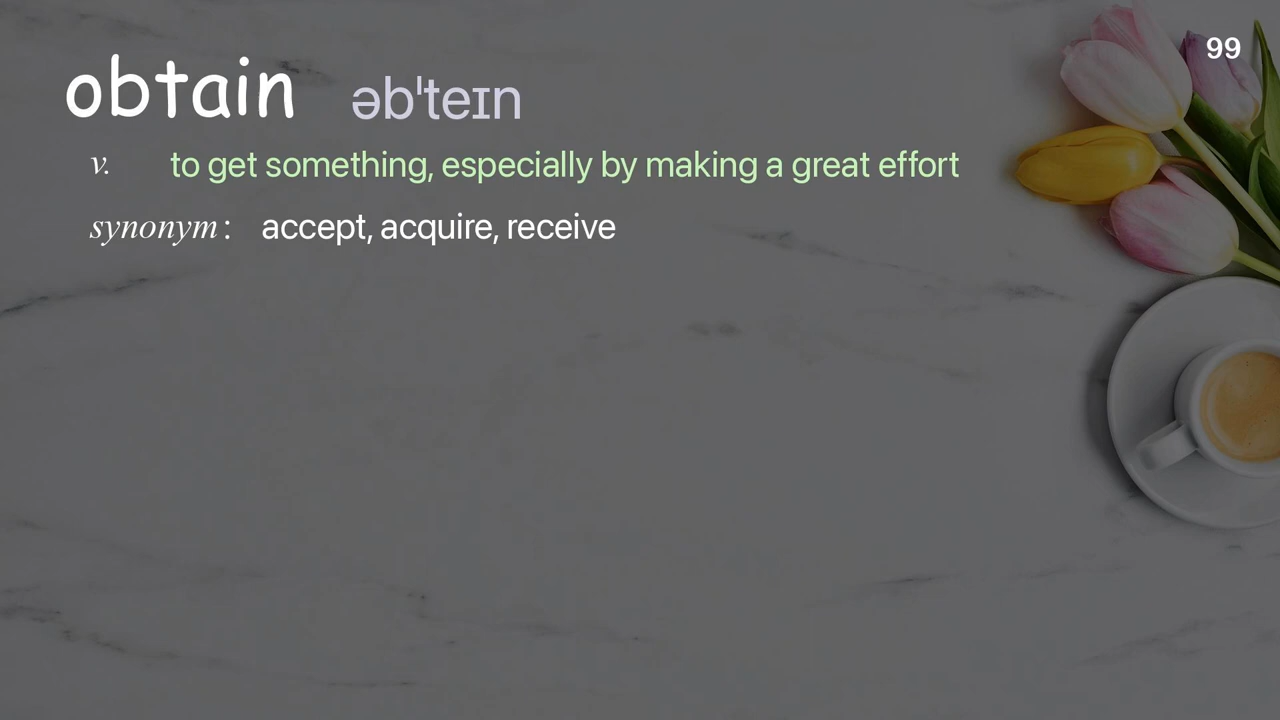 99
obtain əbˈteɪn
v. to get something, especially by making a great effort
synonym: accept, acquire, receive